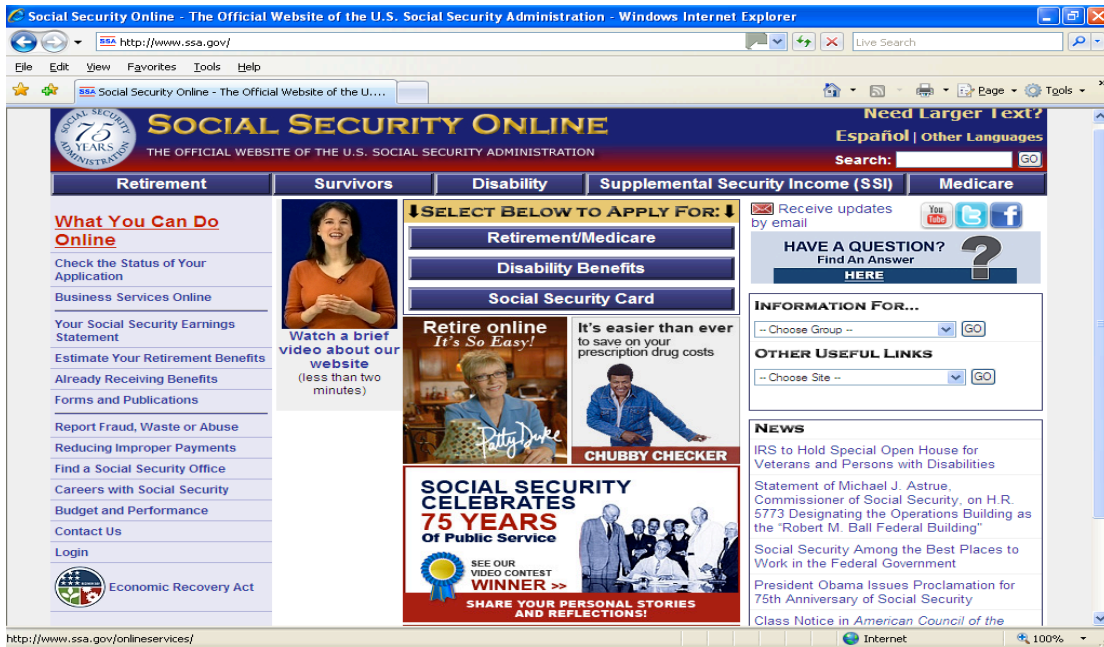 Social Security Online - The Official Website of the U.S. Social Security Administration - Windows Internet Explorer
SSA http://www.ssa.gov/
Live Search
File Edit View Favorites Tools Help
SSA Social Security Online - The Official Website of the U....
Page Tools
SOCIAL SECURITY ADMINISTRATION
75 YEARS
SOCIAL SECURITY ONLINE
THE OFFICIAL WEBSITE OF THE U.S. SOCIAL SECURITY ADMINISTRATION
Need Larger Text?
Español | Other Languages
Search: GO
Retirement Survivors Disability Supplemental Security Income (SSI) Medicare
What You Can Do
Online
Check the Status of Your
Application
Business Services Online
Your Social Security Earnings
Statement
Estimate Your Retirement Benefits
Already Receiving Benefits
Forms and Publications
Report Fraud, Waste or Abuse
Reducing Improper Payments
Find a Social Security Office
Careers with Social Security
Budget and Performance
Contact Us
Login
Economic Recovery Act
Watch a brief
video about our
website
(less than two
minutes)
SELECT BELOW TO APPLY FOR:
Retirement/Medicare
Disability Benefits
Social Security Card
Retire online
It's So Easy!
Patty Duke
It's easier than ever
to save on your
prescription drug costs
CHUBBY CHECKER
SOCIAL SECURITY
CELEBRATES
75 YEARS
Of Public Service
SEE OUR
VIDEO CONTEST
WINNER >>
SHARE YOUR PERSONAL STORIES
AND REFLECTIONS!
Receive updates
by email
You Tube
HAVE A QUESTION?
Find An Answer
HERE
INFORMATION FOR...
-- Choose Group -- GO
OTHER USEFUL LINKS
-- Choose Site -- GO
NEWS
IRS to Hold Special Open House for
Veterans and Persons with Disabilities
Statement of Michael J. Astrue,
Commissioner of Social Security, on H.R.
5773 Designating the Operations Building as
the "Robert M. Ball Federal Building"
Social Security Among the Best Places to
Work in the Federal Government
President Obama Issues Proclamation for
75th Anniversary of Social Security
Class Notice in American Council of the
http://www.ssa.gov/onlineservices/
Internet
100%